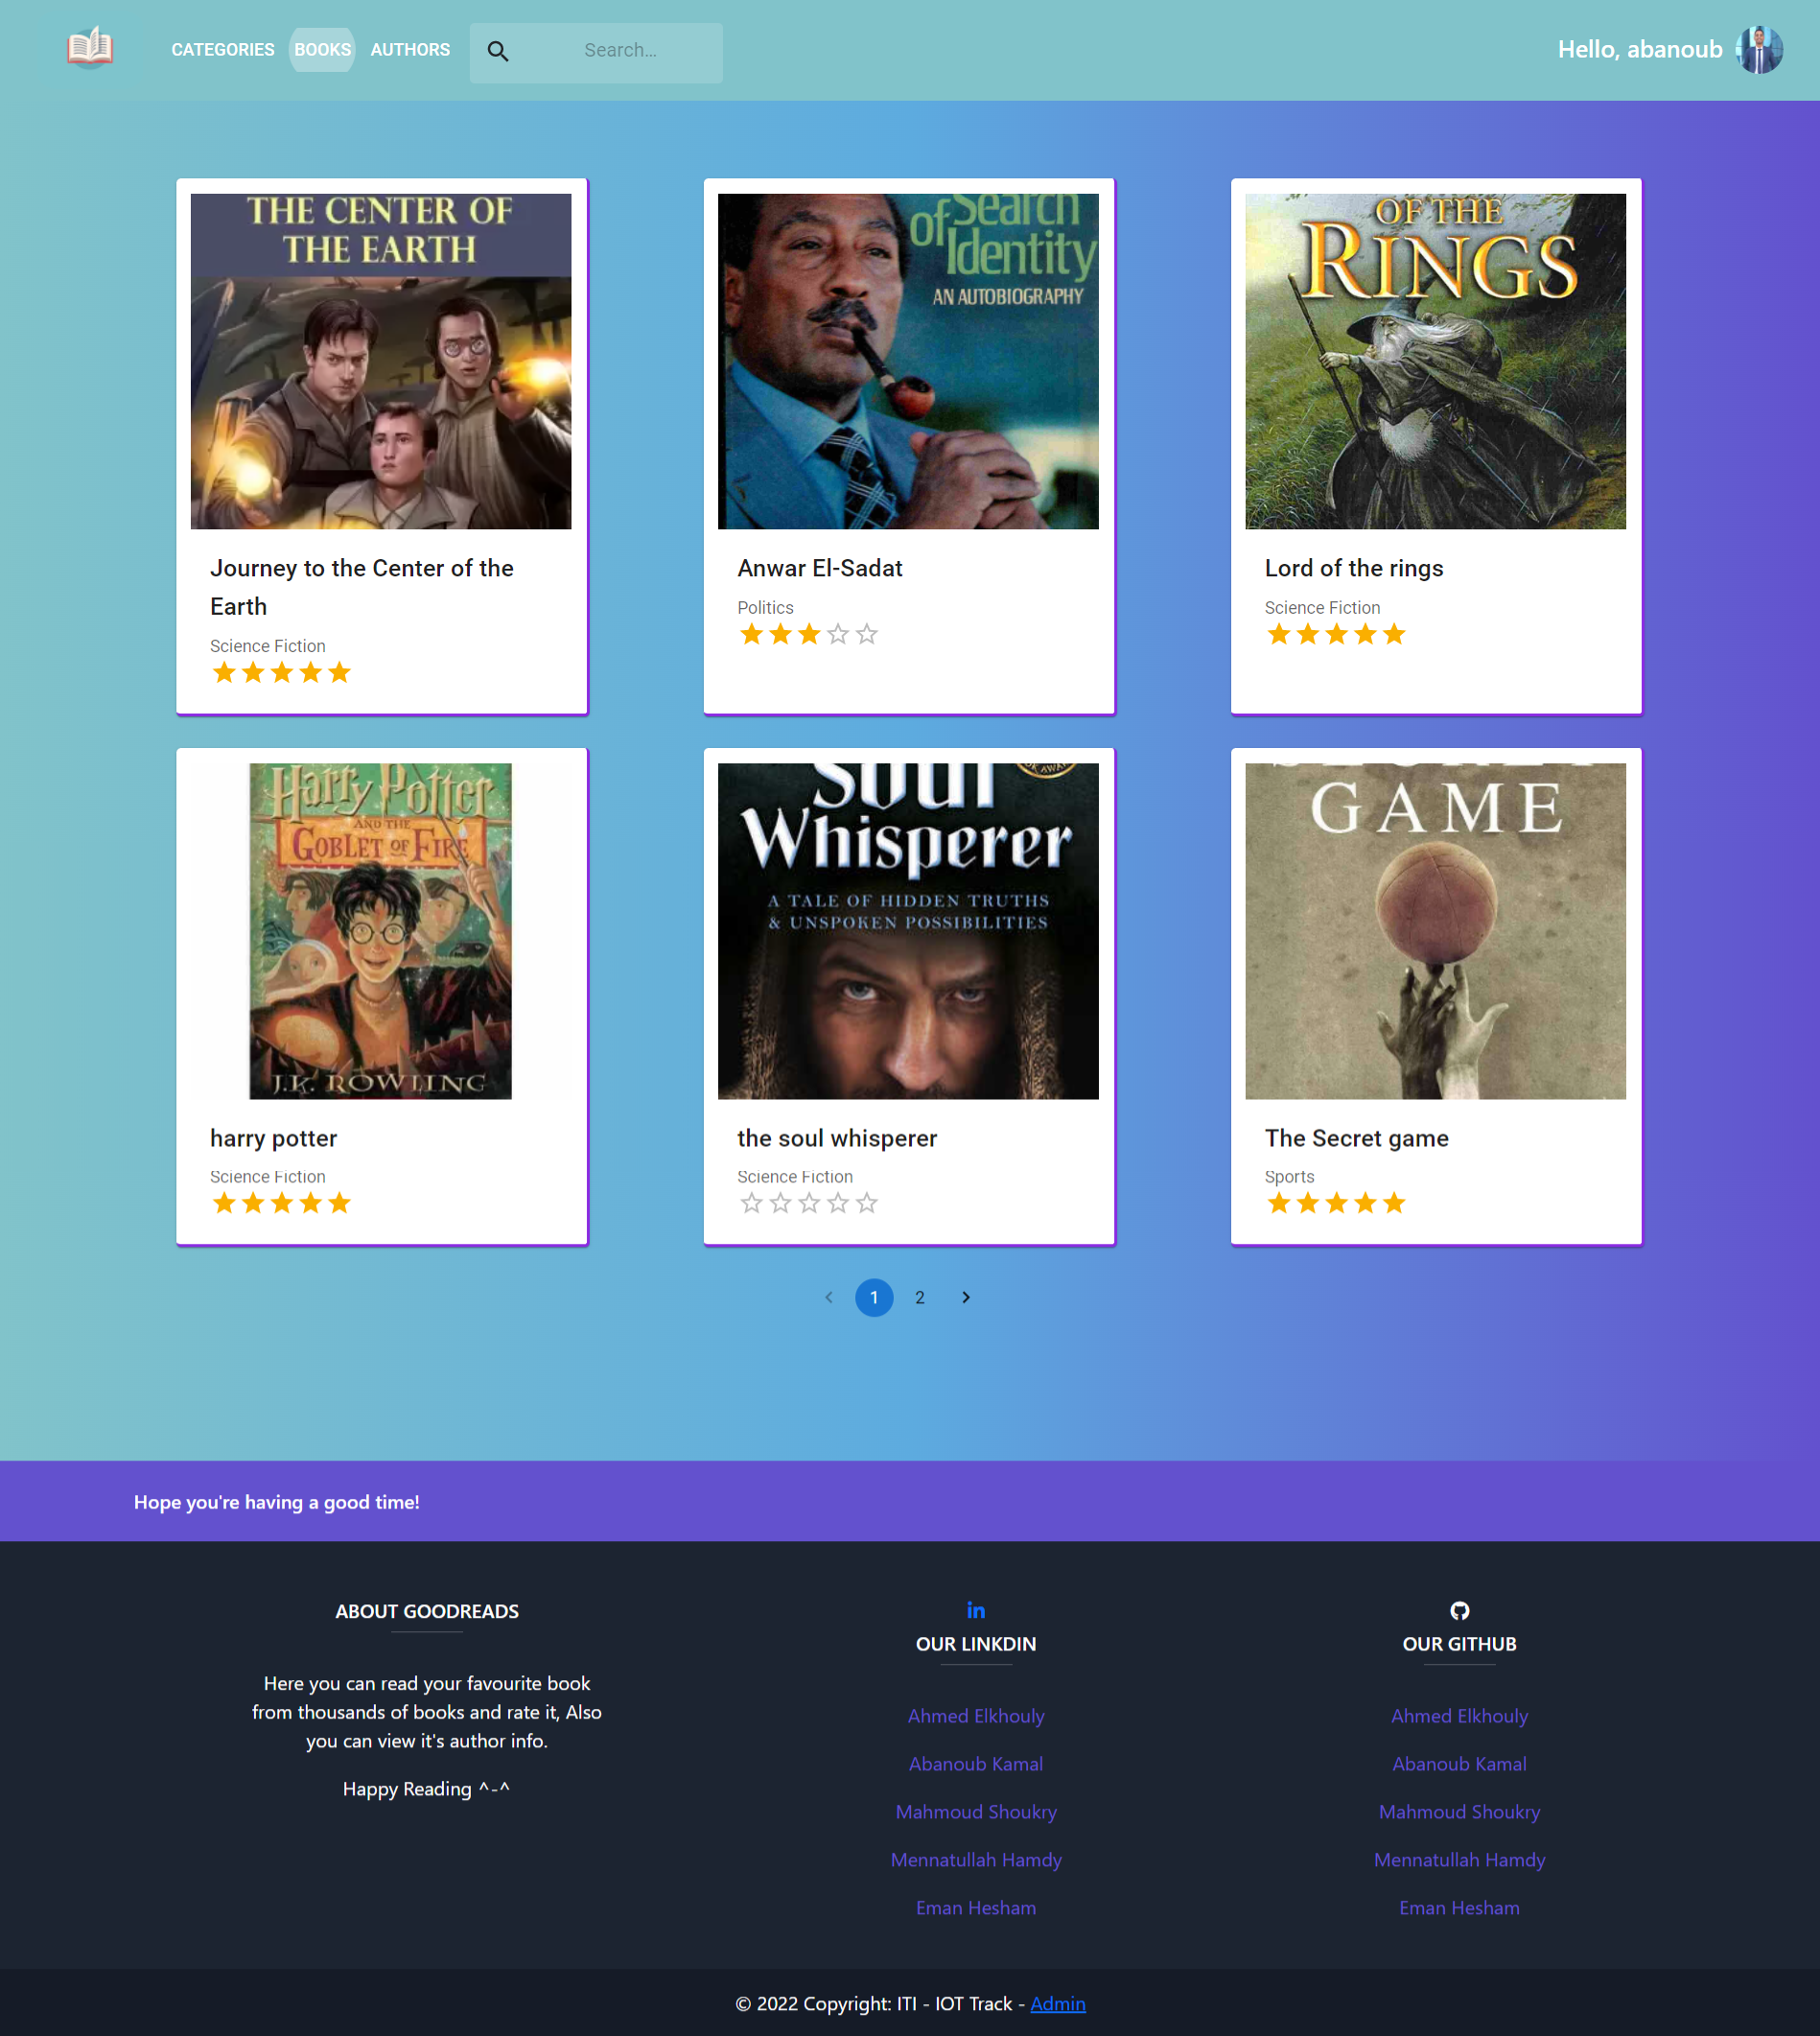 CATEGORIES BOOKS AUTHORS Search... Hello, abanoub
THE CENTER OF
THE EARTH
of Search
Identity
AN AUTOBIOGRAPHY
OF THE
RINGS
Journey to the Center of the
Earth
Science Fiction
Anwar El-Sadat
Politics
Lord of the rings
Science Fiction
Harry Potter
AND THE
GOBLET OF FIRE
J.K. ROWLING
Soul
Whisperer
A TALE OF HIDDEN TRUTHS
& UNSPOKEN POSSIBILITIES
GAME
harry potter
Science Fiction
the soul whisperer
Science Fiction
The Secret game
Sports
1 2
Hope you're having a good time!
ABOUT GOODREADS
Here you can read your favourite book
from thousands of books and rate it, Also
you can view it's author info.
Happy Reading ^-^
in
OUR LINKDIN
Ahmed Elkhouly
Abanoub Kamal
Mahmoud Shoukry
Mennatullah Hamdy
Eman Hesham
OUR GITHUB
Ahmed Elkhouly
Abanoub Kamal
Mahmoud Shoukry
Mennatullah Hamdy
Eman Hesham
© 2022 Copyright: ITI - IOT Track - Admin